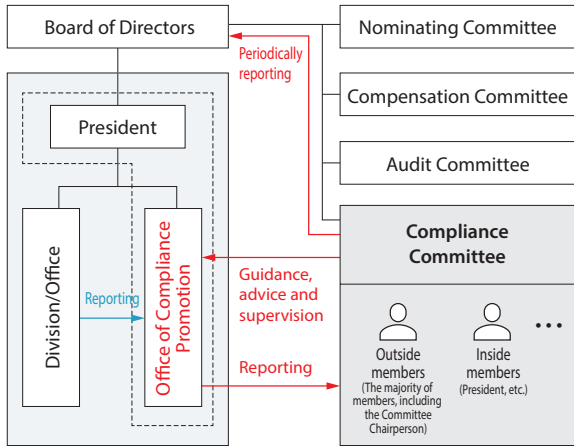 Board of Directors
Nominating Committee
Periodically
reporting
Compensation Committee
President
Audit Committee
Compliance
Committee
Division/Office
Reporting
Office of Compliance
Promotion
Guidance,
advice and
supervision
Reporting
Outside
members
(The majority of
members, including
the Committee
Chairperson)
Inside
members
(President, etc.)
...